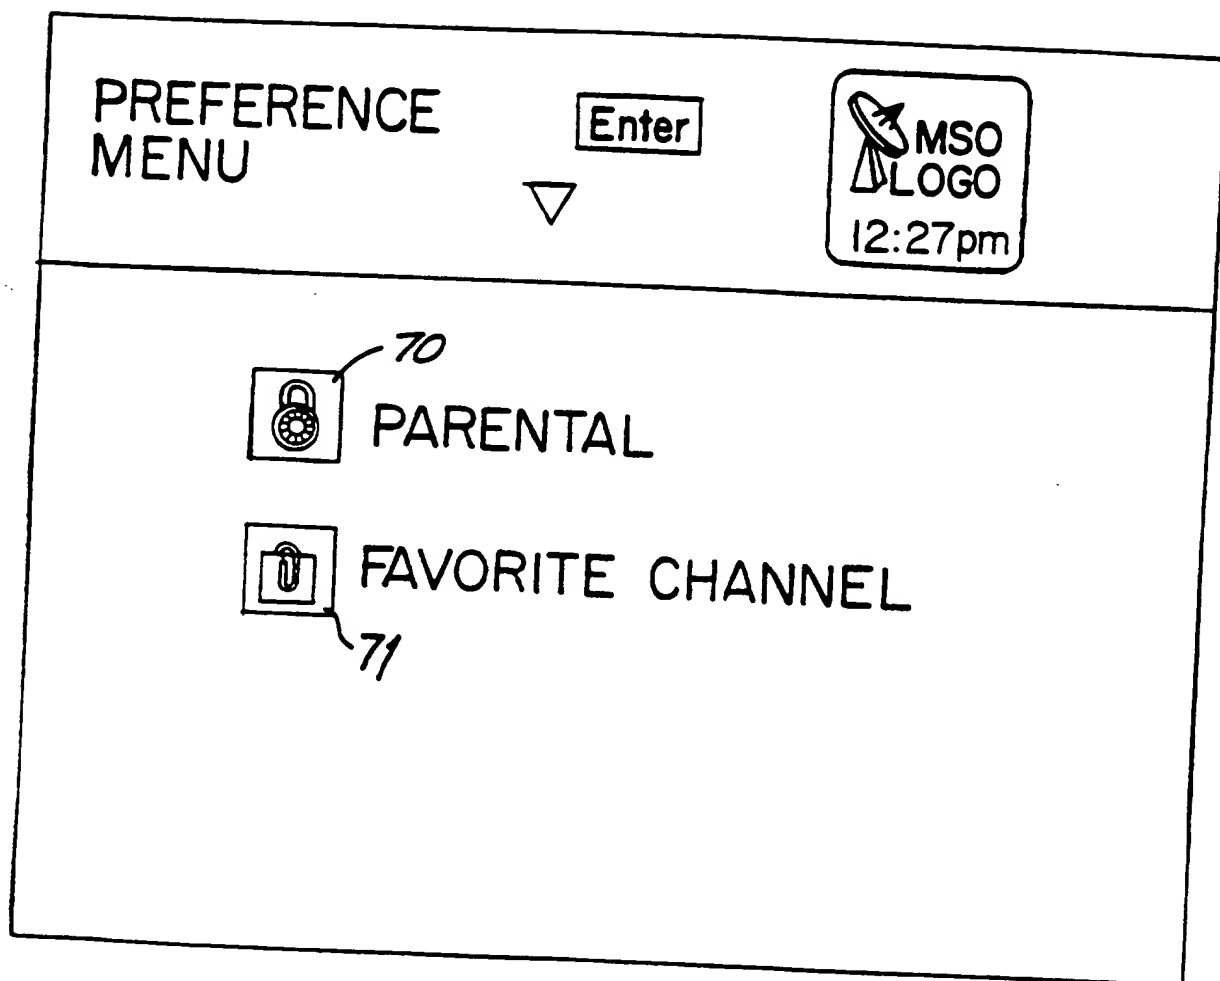 PREFERENCE
MENU
Enter
MSO
LOGO
12:27pm
70
PARENTAL
FAVORITE CHANNEL
71